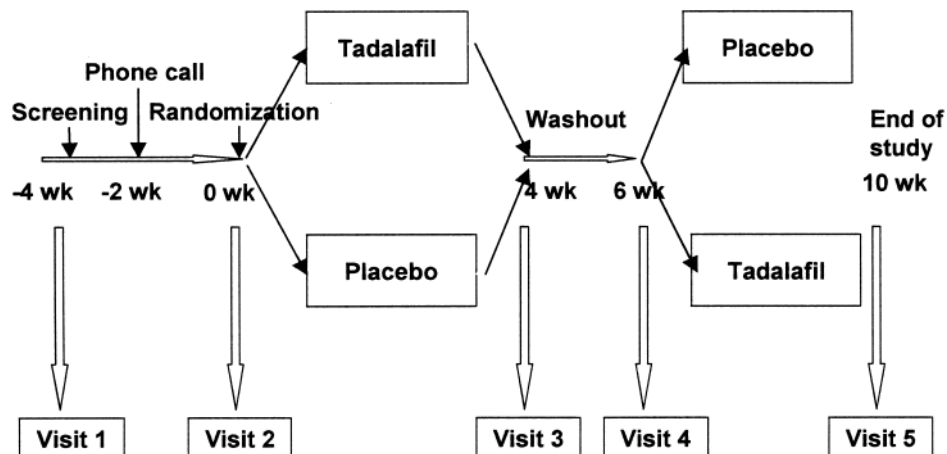 Tadalafil
Placebo
Phone call
Screening
Randomization
Washout
End of
study
-4 wk
-2 wk
0 wk
4 wk
6 wk
10 wk
Placebo
Tadalafil
Visit 1
Visit 2
Visit 3
Visit 4
Visit 5